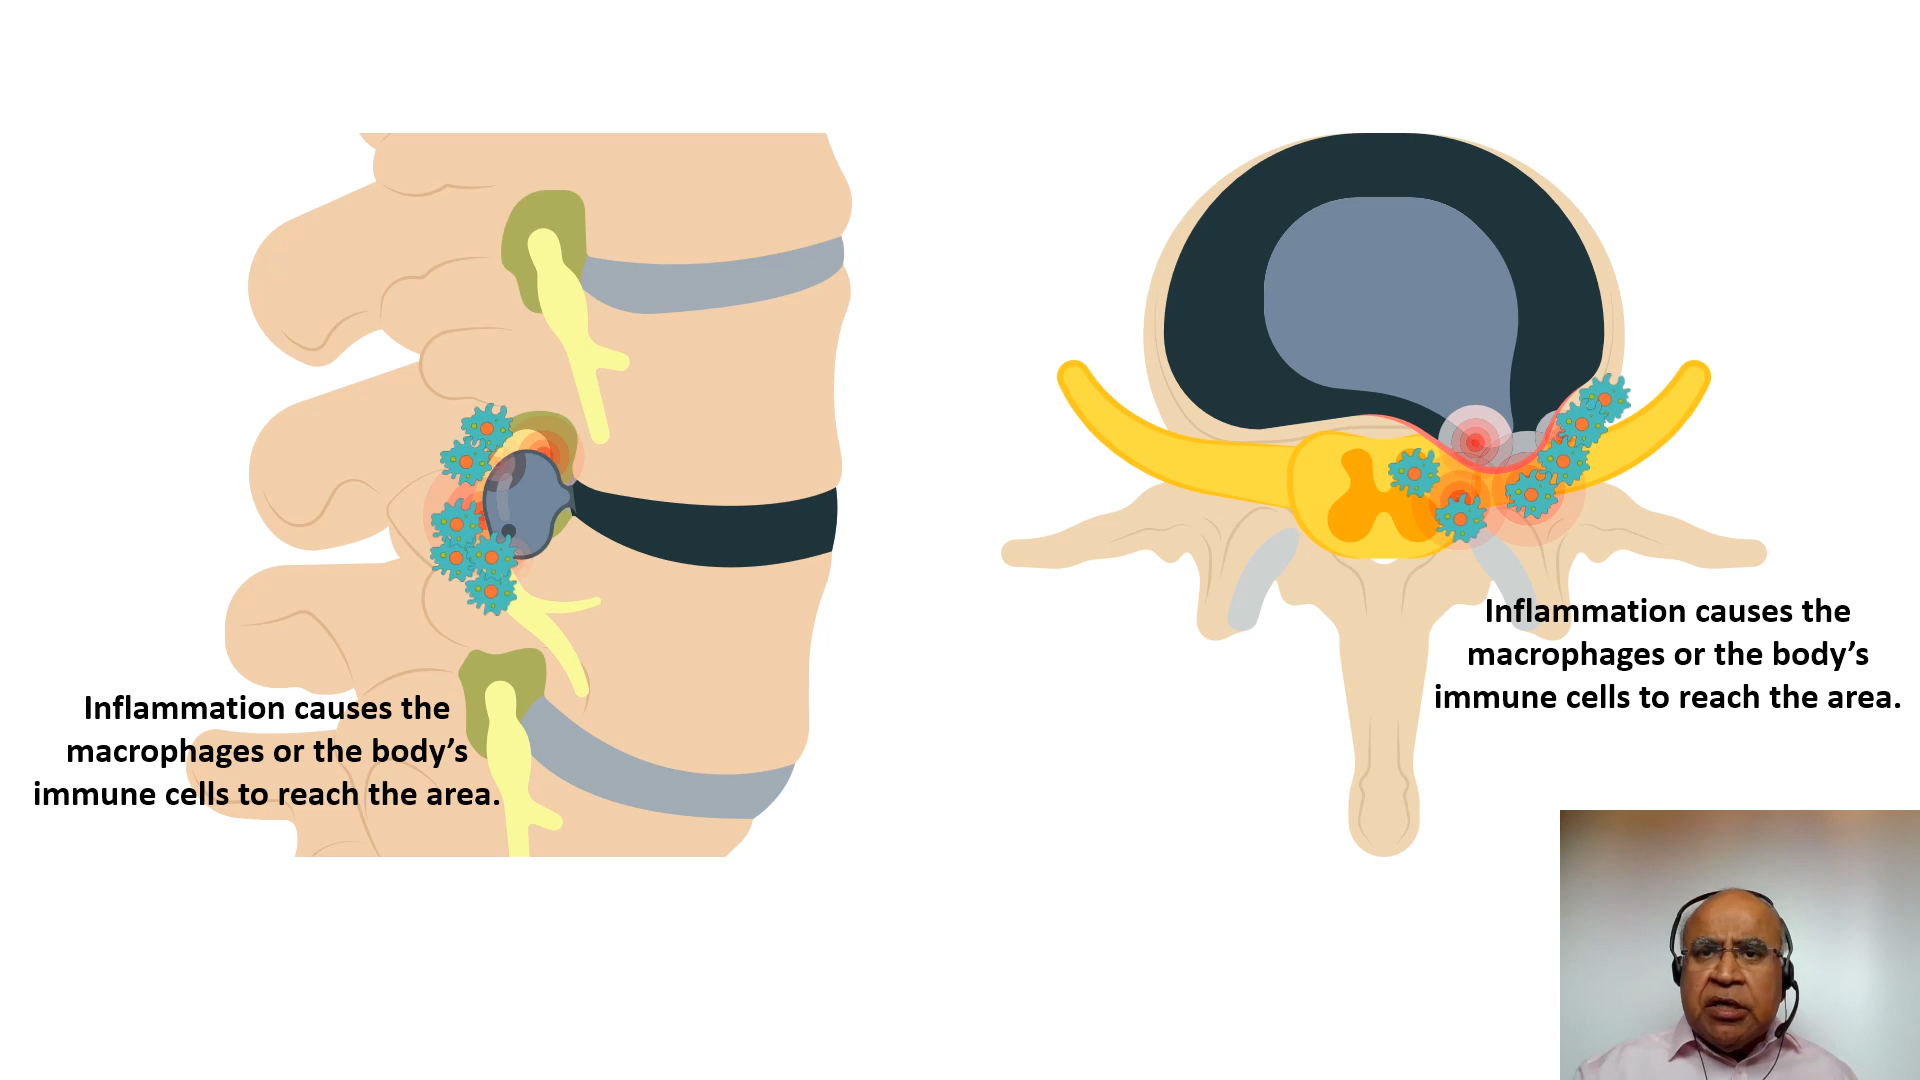 Inflammation causes the
macrophages or the body’s
immune cells to reach the area.
Inflammation causes the
macrophages or the body’s
immune cells to reach the area.